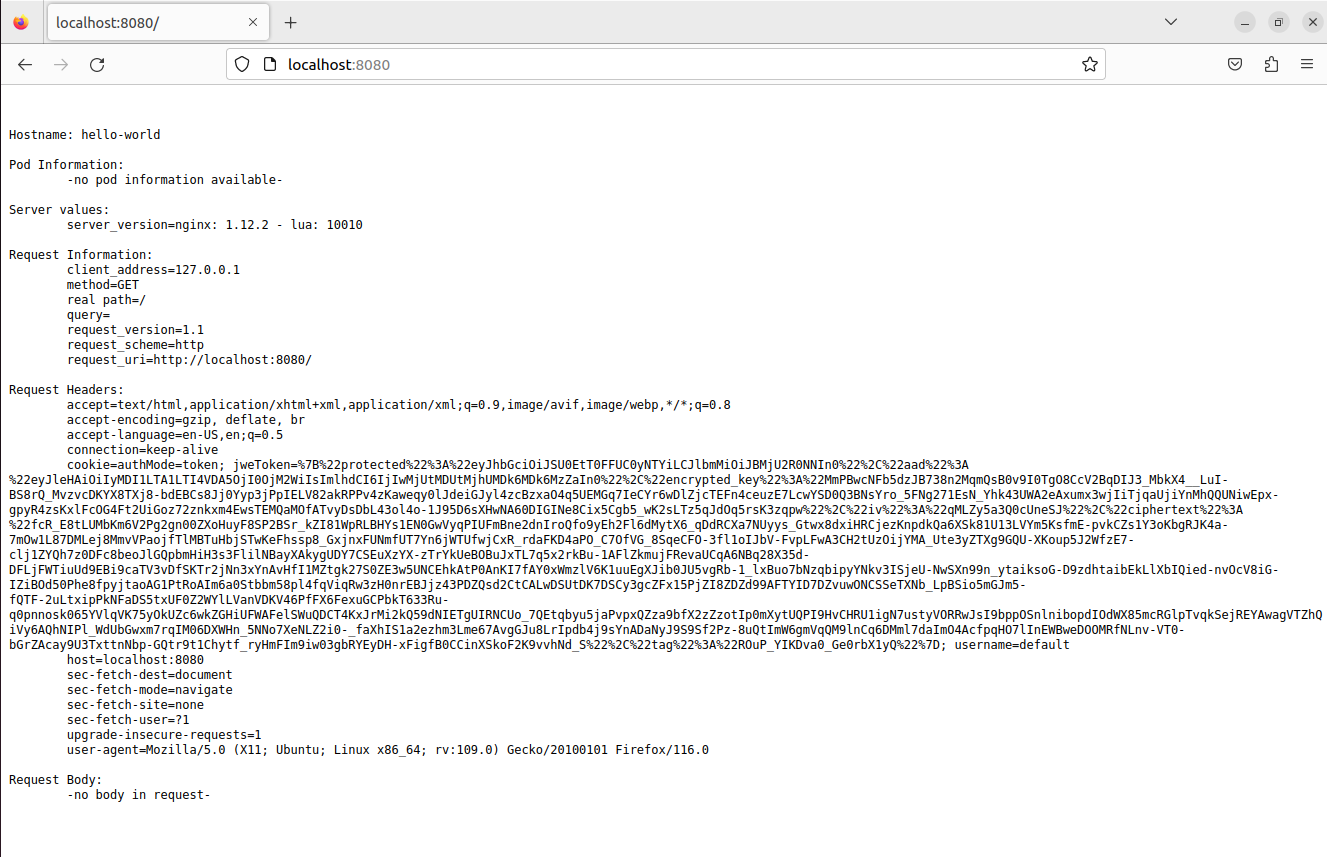 localhost:8080/
localhost:8080
Hostname: hello-world
Pod Information:
-no pod information available-
Server values:
server_version=nginx: 1.12.2 - lua: 10010
Request Information:
client_address=127.0.0.1
method=GET
real path=/
query=
request_version=1.1
request_scheme=http
request_uri=http://localhost:8080/
Request Headers:
accept=text/html,application/xhtml+xml,application/xml;q=0.9,image/avif,image/webp,*/*;q=0.8
accept-encoding=gzip, deflate, br
accept-language=en-US,en;q=0.5
connection=keep-alive
cookie=authMode=token; jweToken=%7B%22protected%22%3A%22eyJhbGciOiJSU0EtT0FFUC0yNTYiLCJlbmMiOiJBMjU2R0NNIn0%22%2C%22aad%22%3A
%22eyJleHAiOiIyMDI1LTA1LTI4VDA5OjI0OjM2WiIsImlhdCI6IjIwMjUtMDUtMjhUMDk6MDk6MzZaIn0%22%2C%22encrypted_key%22%3A%22MmPBwcNFb5dzJB738n2MqmQsB0v9I0TgO8CcV2BqDIJ3_MbkX4__LuI-
BS8rQ_MvzvcDKYX8TXj8-bdEBCs8Jj0Yyp3jPpIELV82akRPPv4zKaweqy0lJdeiGJyl4zcBzxaO4q5UEMGq7IeCYr6wDlZjcTEFn4ceuzE7LcwYSD0Q3BNsYro_5FNg271EsN_Yhk43UWA2eAxumx3wjIiTjqaUjiYnMhQQUNiwEpx-
gpyR4zsKxlFcOG4Ft2UiGoz72znkxm4EwsTEMQaMOfATvyDsDbL43ol4o-1J95D6sXHwNA60DIGINe8Cix5Cgb5_wK2sLTz5qJdOq5rsK3zqpw%22%2C%22iv%22%3A%22qMLZy5a3Q0cUneSJ%22%2C%22ciphertext%22%3A
%22fcR_E8tLUMbKm6V2Pg2gn00ZXoHuyF8SP2BSr_kZI81WpRLBHYs1EN0GwVyqPIUFmBne2dnIroQfo9yEh2Fl6dMytX6_qDdRCXa7NUyys_Gtwx8dxiHRCjezKnpdkQa6XSk81U13LVYm5KsfmE-pvkCZs1Y3oKbgRJK4a-
7mOw1L87DMLej8MmvVPaojfTlMBTuHbjSTwKeFhssp8_GxjnxFUNmfUT7Yn6jWTUfwjCxR_rdaFKD4aPO_C7OfVG_8SqeCFO-3fl1oIJbV-FvpLFwA3CH2tUzOijYMA_Ute3yZTXg9GQU-XKoup5J2WfzE7-
clj1ZYQh7z0DFc8beoJlGQpbmHiH3s3FlilNBayXAkygUDY7CSEuXzYX-zTrYkUeBOBuJxTL7q5x2rkBu-1AFlZkmujFRevaUCqA6NBq28X35d-
DFLjFWTiuUd9EBi9caTV3vDfSKTr2jNn3xYnAvHfI1MZtgk27S0ZE3w5UNCEhkAtP0AnKI7fAY0xWmzlV6K1uuEgXJib0JU5vgRb-1_lxBuo7bNzqbipyYNkv3ISjeU-NwSXn99n_ytaiksoG-D9zdhtaibEkLlXbIQied-nvOcV8iG-
IZiBOd50Phe8fpyjtaoAG1PtRoAIm6a0Stbbm58pl4fqViqRw3zH0nrEBJjz43PDZQsd2CtCALwDSUtDK7DSCy3gcZFx15PjZI8ZDZd99AFTYID7DZvuwONCSSeTXNb_LpBSio5mGJm5-
fQTF-2uLtxipPkNFaDS5txUF0Z2WYlLVanVDKV46PfFX6FexuGCPbkT633Ru-
q0pnnosk065YVlqVK75yOkUZc6wkZGHiUFWAFelSWuQDCT4KxJrMi2kQ59dNIETgUIRNCUo_7QEtqbyu5jaPvpxQZza9bfX2zZzotIp0mXytUQPI9HvCHRU1igN7ustyVORRwJsI9bppOSnlnibopdIOdWX85mcRGlpTvqkSejREYAwagVTZhQ
iVy6AQhNIPl_WdUbGwxm7rqIM06DXWHn_5NNo7XeNLZ2i0-_faXhIS1a2ezhm3Lme67AvgGJu8LrIpdb4j9sYnADaNyJ9S9Sf2Pz-8uQtImW6gmVqQM9lnCq6DMml7daImO4AcfpqHO7lInEWBweDOOMRfNLnv-VT0-
bGrZAcay9U3TxttnNbp-GQtr9t1Chytf_ryHmFIm9iw03gbRYEyDH-xFigfB0CCinXSkoF2K9vvhNd_S%22%2C%22tag%22%3A%22ROuP_YIKDva0_Ge0rbX1yQ%22%7D; username=default
host=localhost:8080
sec-fetch-dest=document
sec-fetch-mode=navigate
sec-fetch-site=none
sec-fetch-user=?1
upgrade-insecure-requests=1
user-agent=Mozilla/5.0 (X11; Ubuntu; Linux x86_64; rv:109.0) Gecko/20100101 Firefox/116.0
Request Body:
-no body in request-